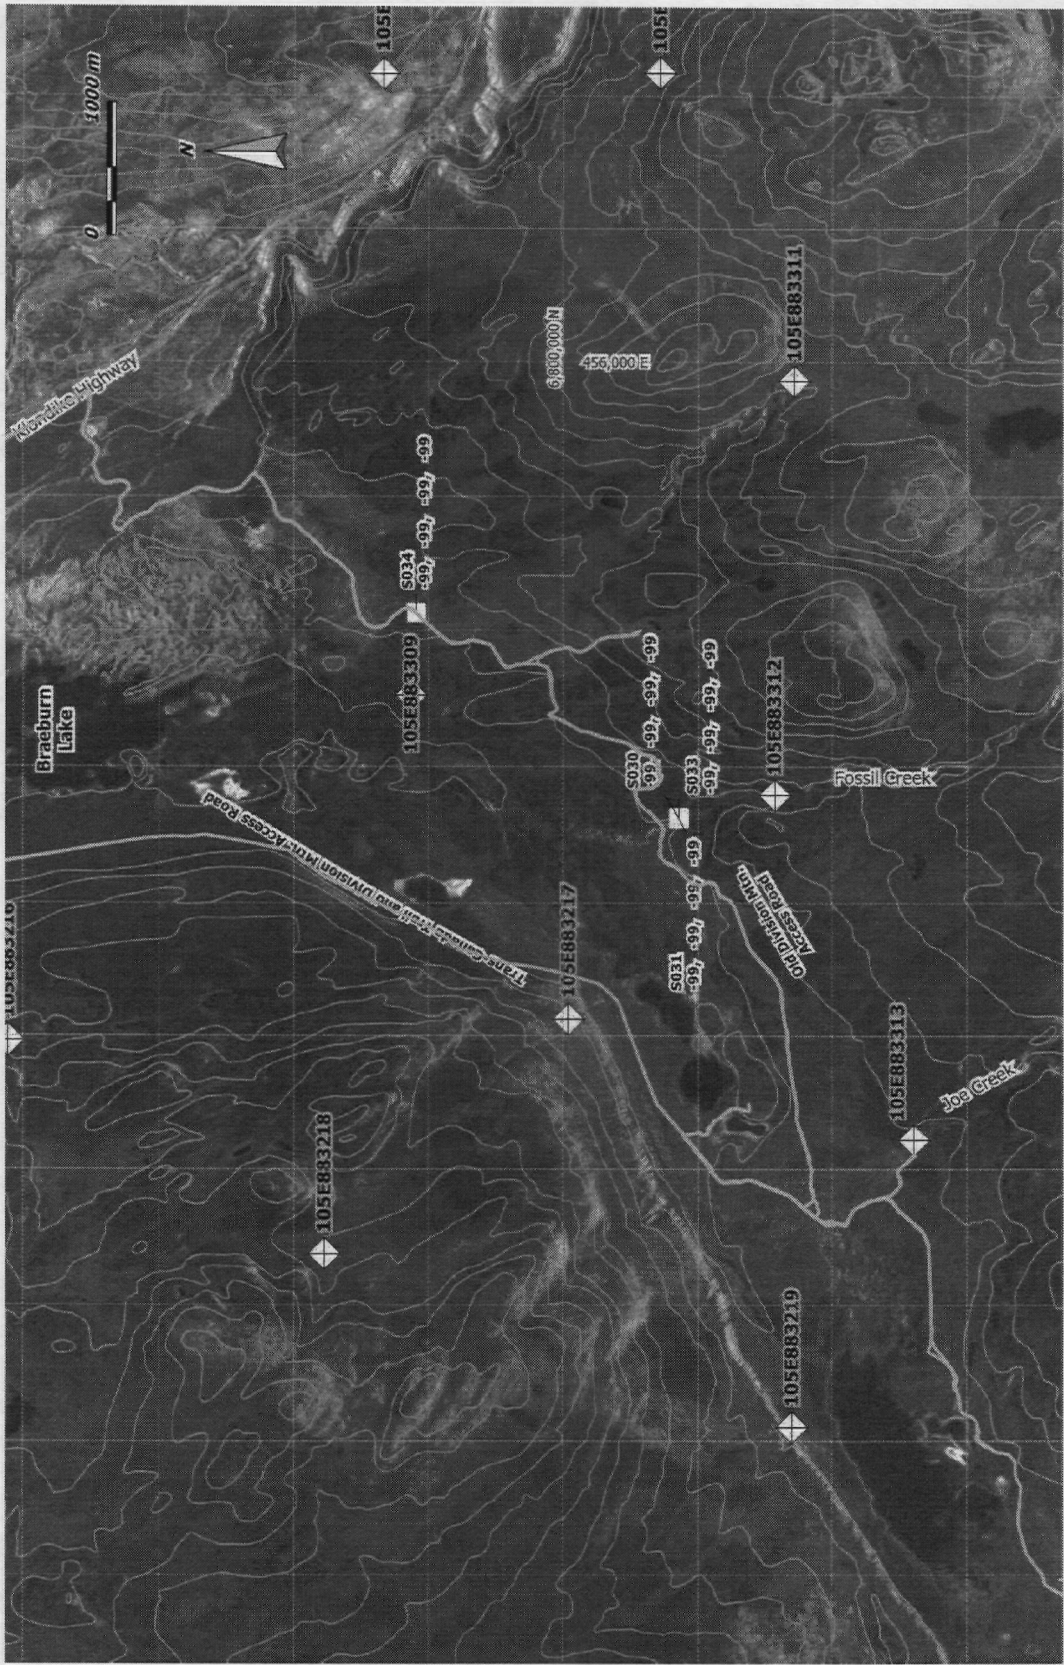 105E
105E
1000 m
0
N
Klondike Highway
105E883311
6,800,000 N
456,000 m
S034
-99, -99, -99, -99
105E883309
Braeburn
Lake
S030
-99, -99, -99, -99
S033
-99, -99, -99, -99
105E883312
Fossil Creek
Trans-Canada Trail and Division Mtn. Access Road
105E883217
S031
-99, -99, -99, -99
Old Division Mtn.
Access Road
105E883313
Joe Creek
105E883218
105E883219